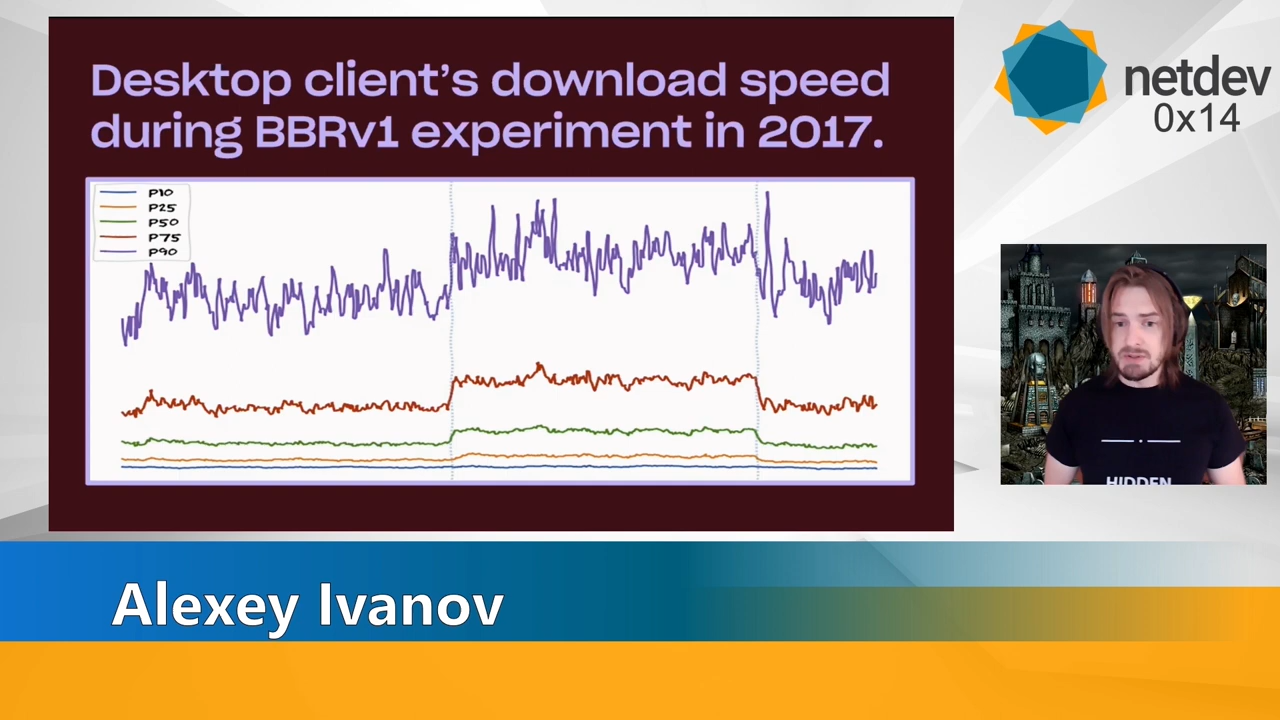 Desktop client's download speed
during BBRv1 experiment in 2017.
P10
P25
P50
P75
P90
netdev
0x14
HIDDEN
Alexey Ivanov